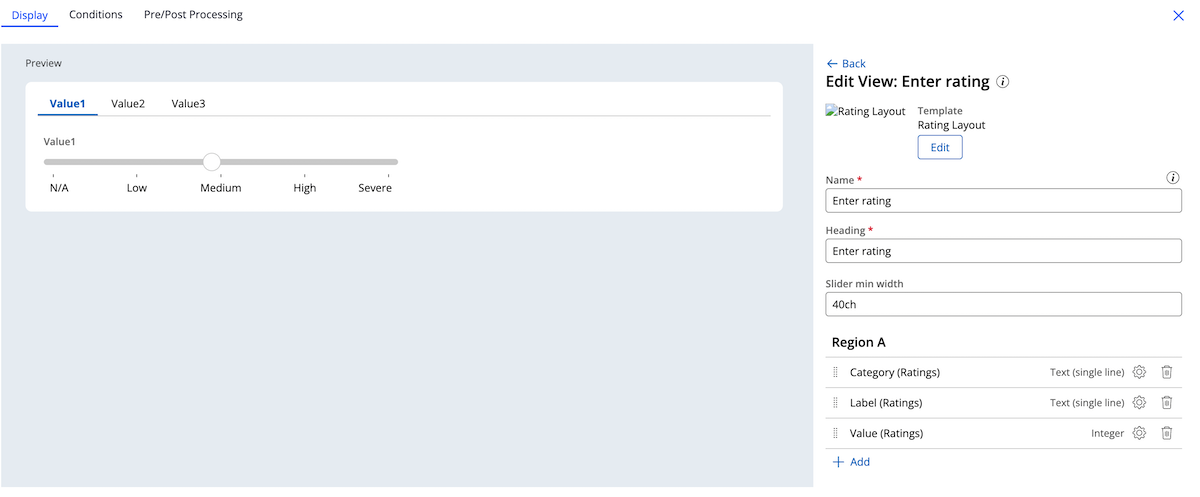 Display Conditions Pre/Post Processing
Preview
Value1 Value2 Value3
Value1
N/A Low Medium High Severe
Back
Edit View: Enter rating
Rating Layout
Template
Rating Layout
Edit
Name *
Enter rating
Heading *
Enter rating
Slider min width
40ch
Region A
Category (Ratings) Text (single line)
Label (Ratings) Text (single line)
Value (Ratings) Integer
Add